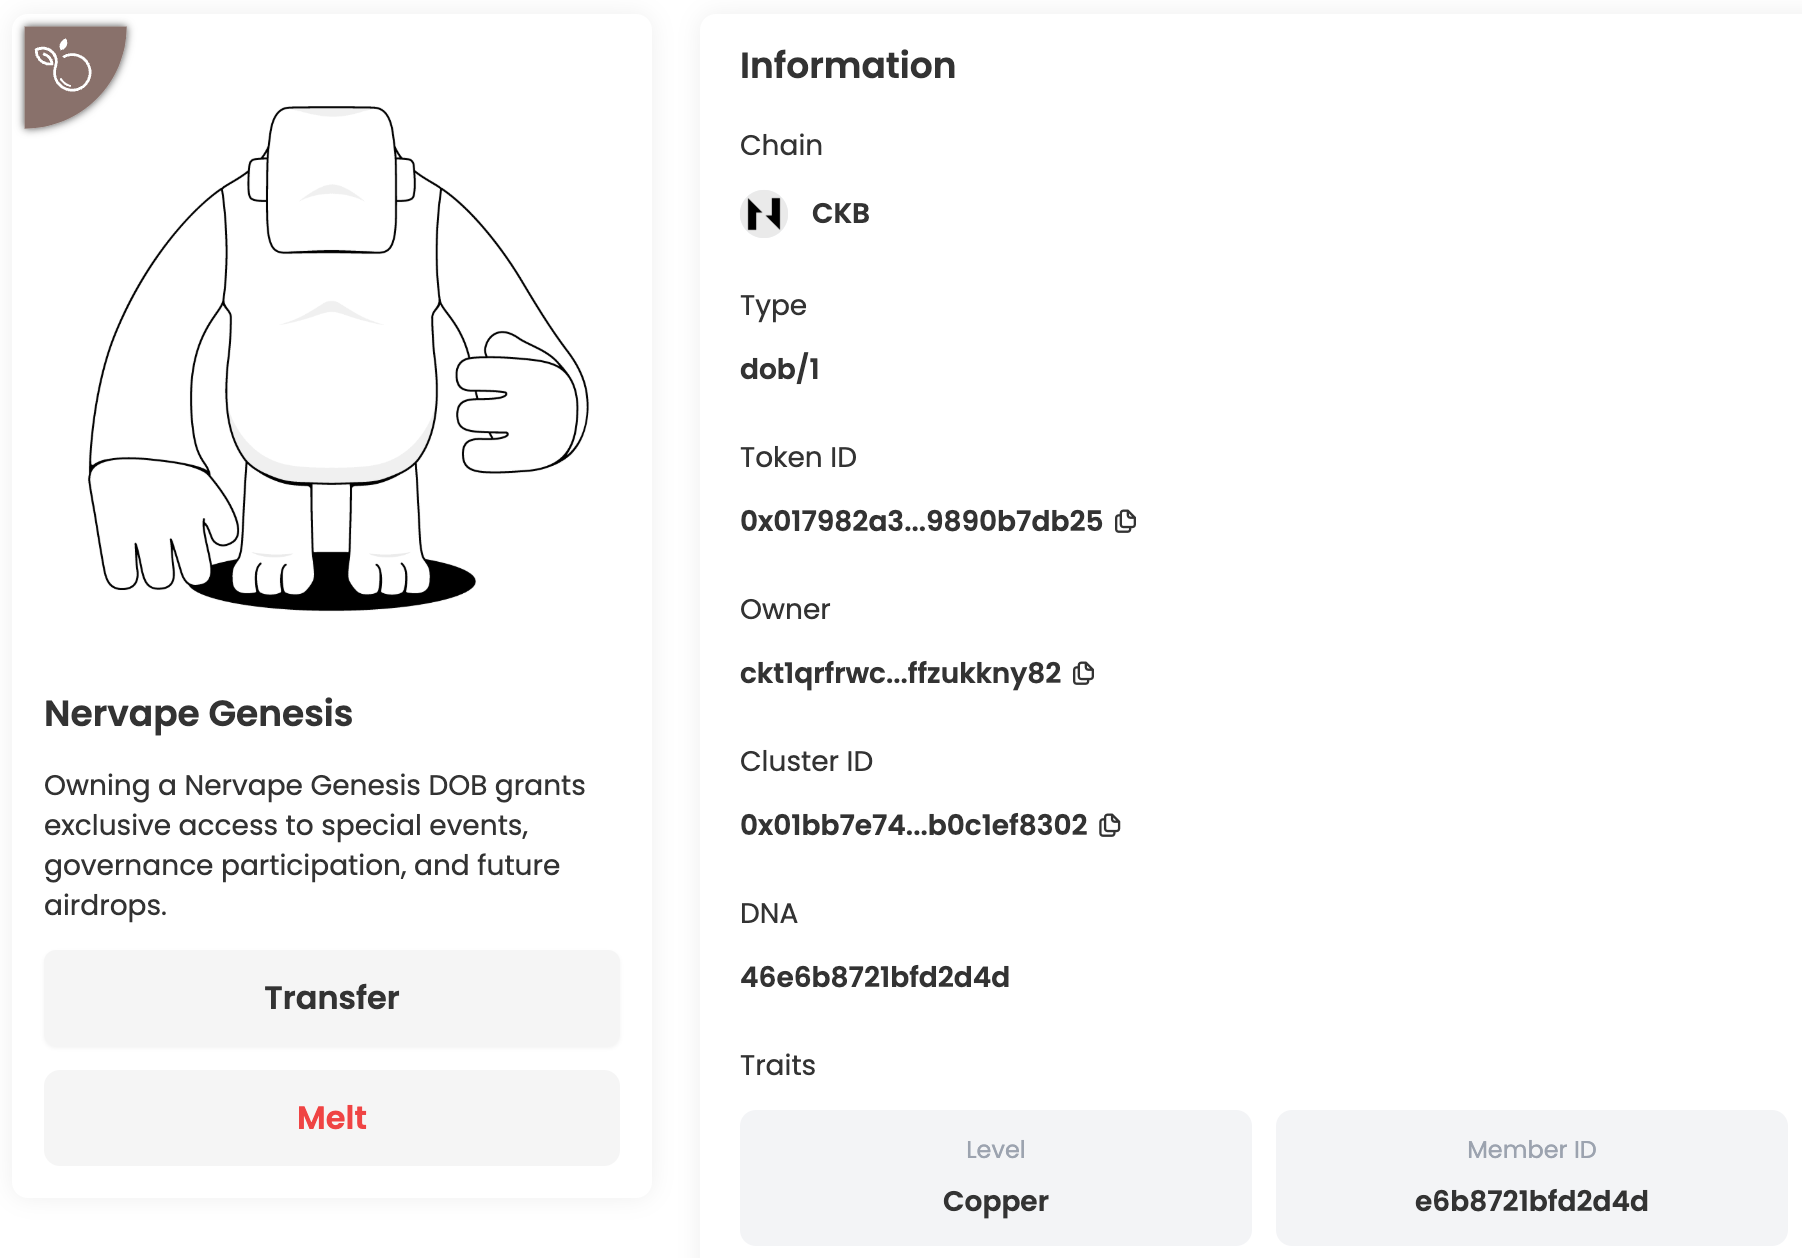 Nervape Genesis
Owning a Nervape Genesis DOB grants
exclusive access to special events,
governance participation, and future
airdrops.
Transfer
Melt
Information
Chain
CKB
Type
dob/1
Token ID
0x017982a3...9890b7db25
Owner
ckt1qrfrwc...ffzukkny82
Cluster ID
0x01bb7e74...b0c1ef8302
DNA
46e6b8721bfd2d4d
Traits
Level
Copper
Member ID
e6b8721bfd2d4d